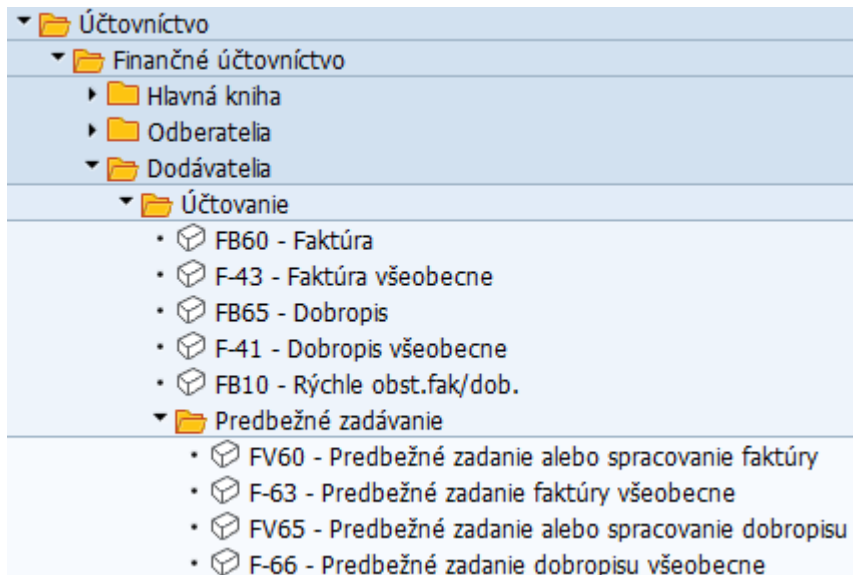 Účtovníctvo
Finančné účtovníctvo
Hlavná kniha
Odberatelia
Dodávatelia
Účtovanie
FB60 - Faktúra
F-43 - Faktúra všeobecne
FB65 - Dobropis
F-41 - Dobropis všeobecne
FB10 - Rýchle obst.fak/dob.
Predbežné zadávanie
FV60 - Predbežné zadanie alebo spracovanie faktúry
F-63 - Predbežné zadanie faktúry všeobecne
FV65 - Predbežné zadanie alebo spracovanie dobropisu
F-66 - Predbežné zadanie dobropisu všeobecne